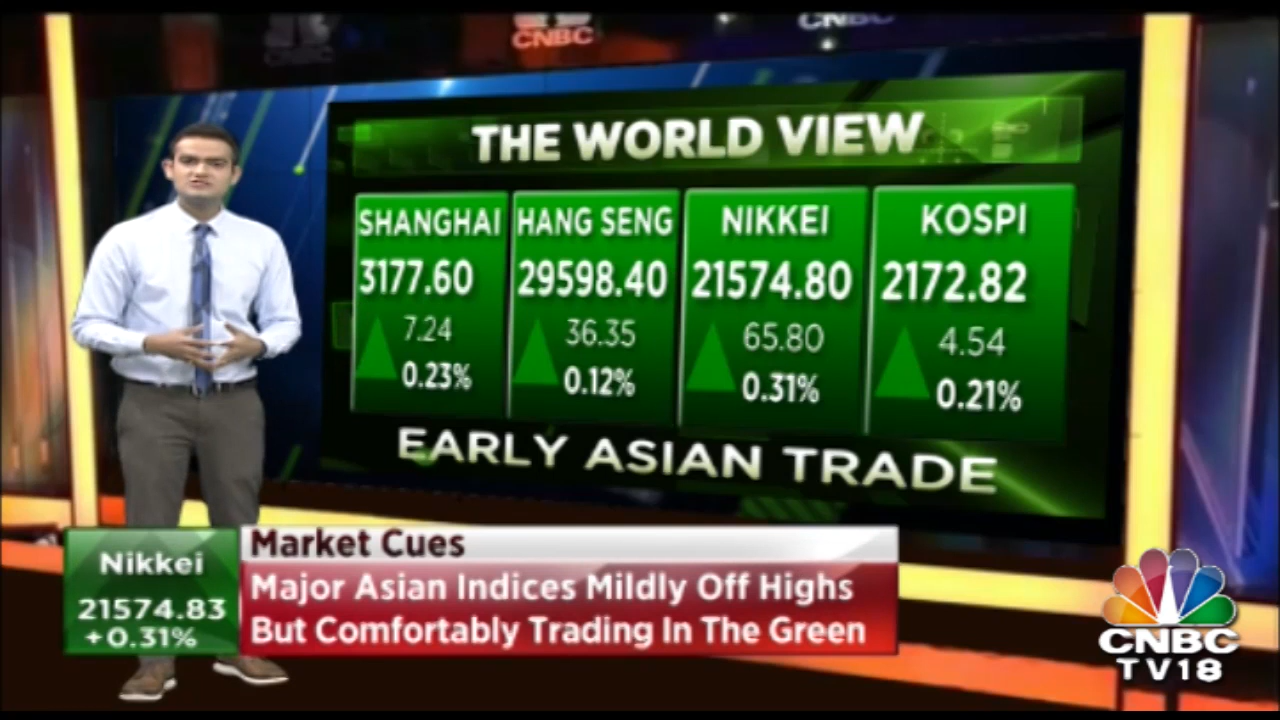 CNBC
CNBC
CNBC
THE WORLD VIEW
SHANGHAI
3177.60
7.24
0.23%
HANG SENG
29598.40
36.35
0.12%
NIKKEI
21574.80
65.80
0.31%
KOSPI
2172.82
4.54
0.21%
EARLY ASIAN TRADE
Nikkei
21574.83
+0.31%
Market Cues
Major Asian Indices Mildly Off Highs
But Comfortably Trading In The Green
CNBC
TV18